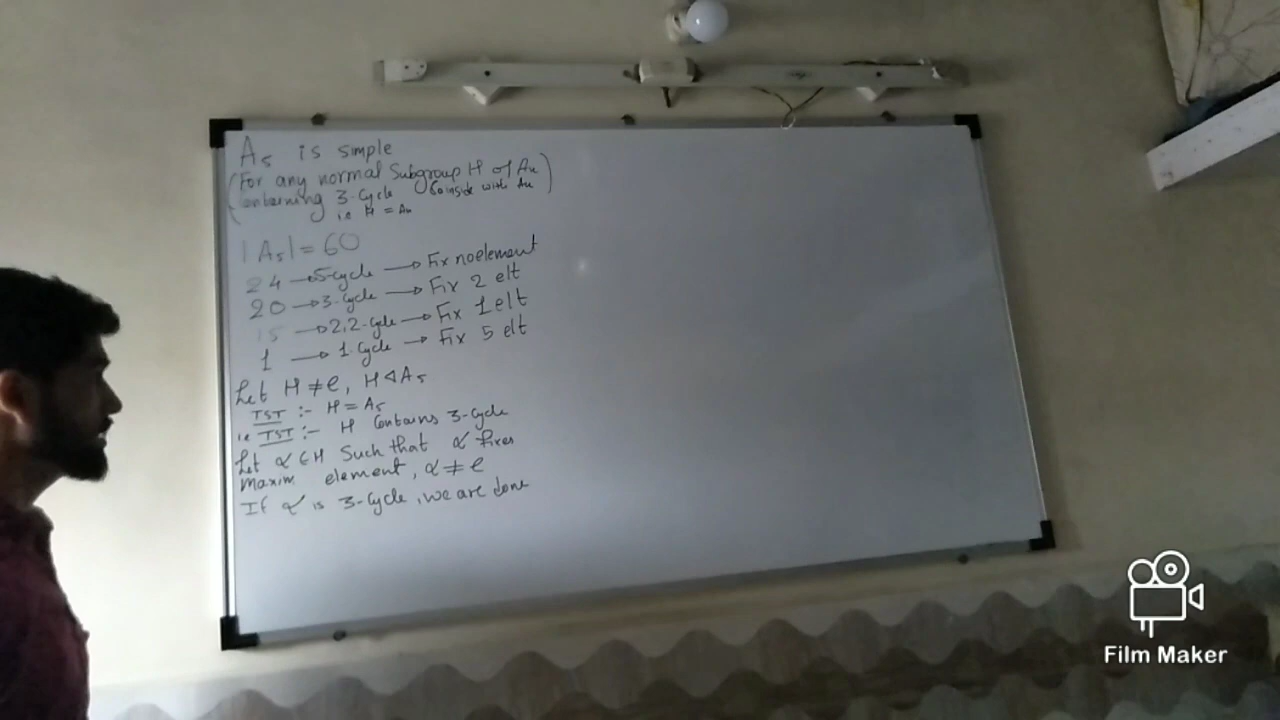 A₅ is simple
(For any normal Subgroup H of An
Containing 3-Cycle Coinside with An)
i.e H = An
|A₅| = 60
24 → 5-cycle → Fix no element
20 → 3-cycle → Fix 2 elt
15 → 2,2-cycle → Fix 1 elt
1 → 1-cycle → Fix 5 elt
Let H ≠ e, H ◁ A₅
TST :- H = A₅
i.e TST :- H Contains 3-Cycle
Let α ∈ H Such that α fixes
Maxim. element, α ≠ e
If α is 3-Cycle, we are done
Film Maker